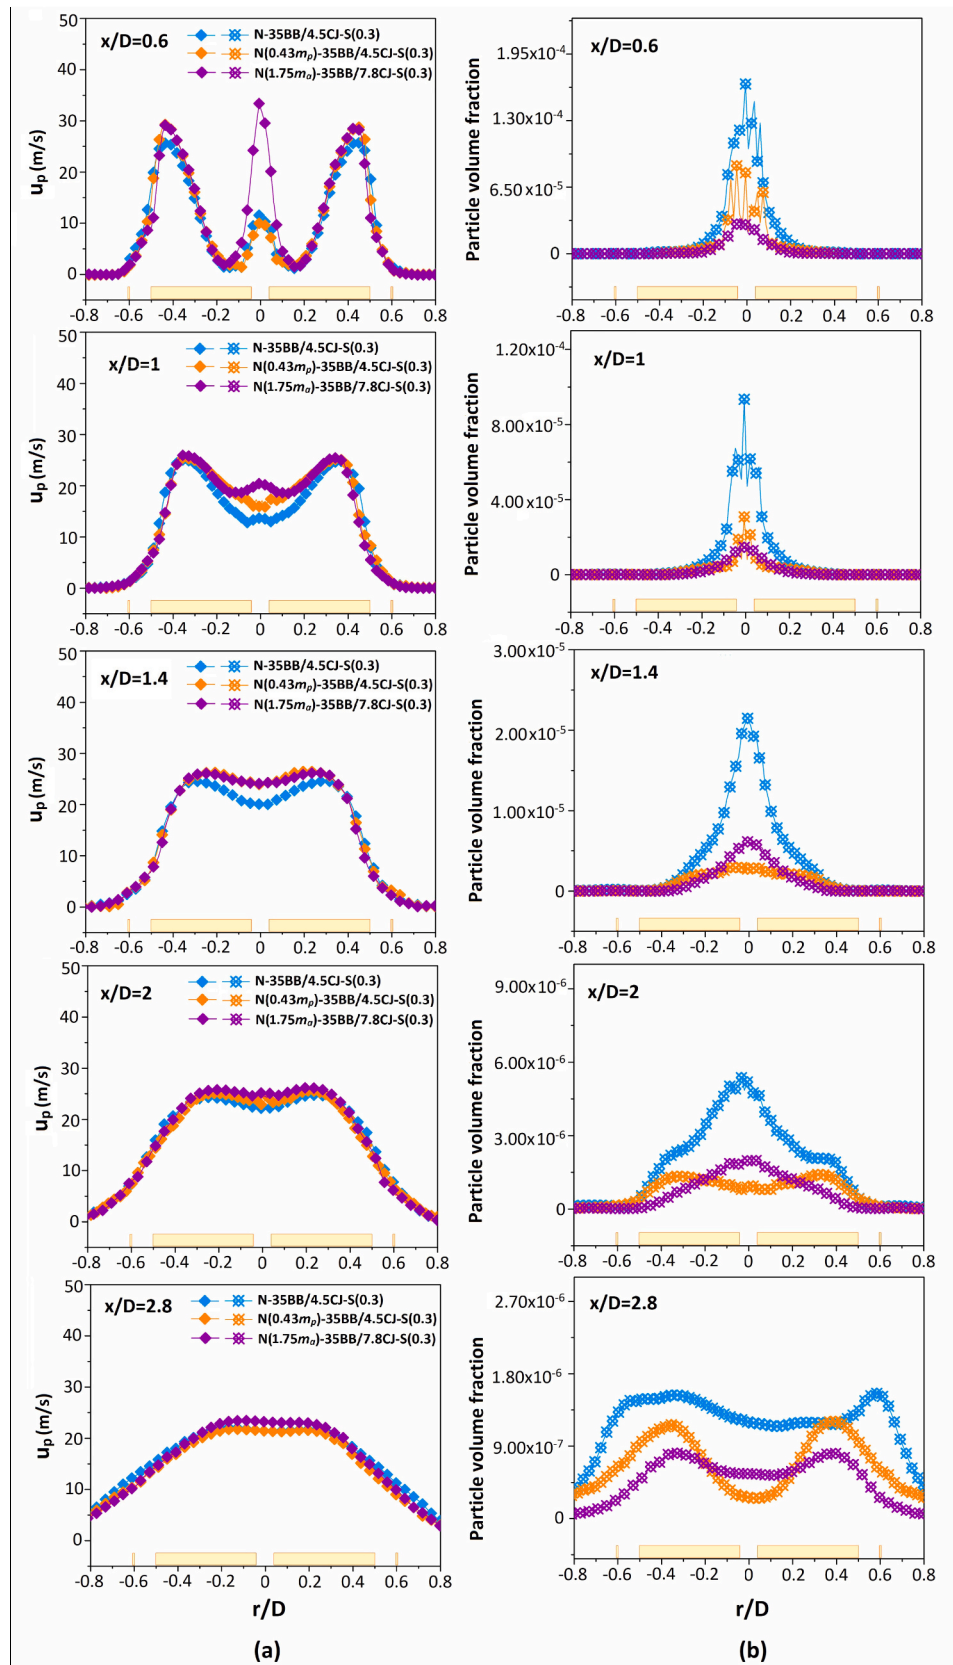 50
x/D=0.6
N-35BB/4.5CJ-S(0.3)
N(0.43mp)-35BB/4.5CJ-S(0.3)
N(1.75ma)-35BB/7.8CJ-S(0.3)
40
30
20
10
0
up (m/s)
-0.8 -0.6 -0.4 -0.2 0 0.2 0.4 0.6 0.8
x/D=0.6
1.95x10-4
1.30x10-4
6.50x10-5
0
Particle volume fraction
-0.8 -0.6 -0.4 -0.2 0 0.2 0.4 0.6 0.8
50
x/D=1
N-35BB/4.5CJ-S(0.3)
N(0.43mp)-35BB/4.5CJ-S(0.3)
N(1.75ma)-35BB/7.8CJ-S(0.3)
40
30
20
10
0
up (m/s)
-0.8 -0.6 -0.4 -0.2 0 0.2 0.4 0.6 0.8
1.20x10-4
x/D=1
8.00x10-5
4.00x10-5
0
Particle volume fraction
-0.8 -0.6 -0.4 -0.2 0 0.2 0.4 0.6 0.8
50
x/D=1.4
N-35BB/4.5CJ-S(0.3)
N(0.43mp)-35BB/4.5CJ-S(0.3)
N(1.75ma)-35BB/7.8CJ-S(0.3)
40
30
20
10
0
up (m/s)
-0.8 -0.6 -0.4 -0.2 0 0.2 0.4 0.6 0.8
3.00x10-5
x/D=1.4
2.00x10-5
1.00x10-5
0
Particle volume fraction
-0.8 -0.6 -0.4 -0.2 0 0.2 0.4 0.6 0.8
50
x/D=2
N-35BB/4.5CJ-S(0.3)
N(0.43mp)-35BB/4.5CJ-S(0.3)
N(1.75ma)-35BB/7.8CJ-S(0.3)
40
30
20
10
0
up (m/s)
-0.8 -0.6 -0.4 -0.2 0 0.2 0.4 0.6 0.8
9.00x10-6
x/D=2
6.00x10-6
3.00x10-6
0
Particle volume fraction
-0.8 -0.6 -0.4 -0.2 0 0.2 0.4 0.6 0.8
50
x/D=2.8
N-35BB/4.5CJ-S(0.3)
N(0.43mp)-35BB/4.5CJ-S(0.3)
N(1.75ma)-35BB/7.8CJ-S(0.3)
40
30
20
10
0
up (m/s)
-0.8 -0.6 -0.4 -0.2 0 0.2 0.4 0.6 0.8
r/D
(a)
2.70x10-6
x/D=2.8
1.80x10-6
9.00x10-7
0
Particle volume fraction
-0.8 -0.6 -0.4 -0.2 0 0.2 0.4 0.6 0.8
r/D
(b)